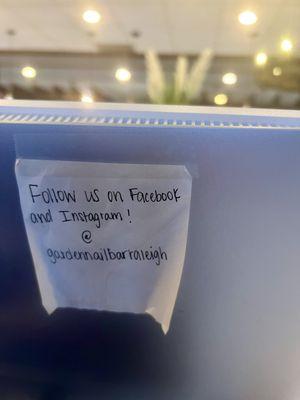 Follow us on Facebook
and Instagram!
@
gardennailbarraleigh